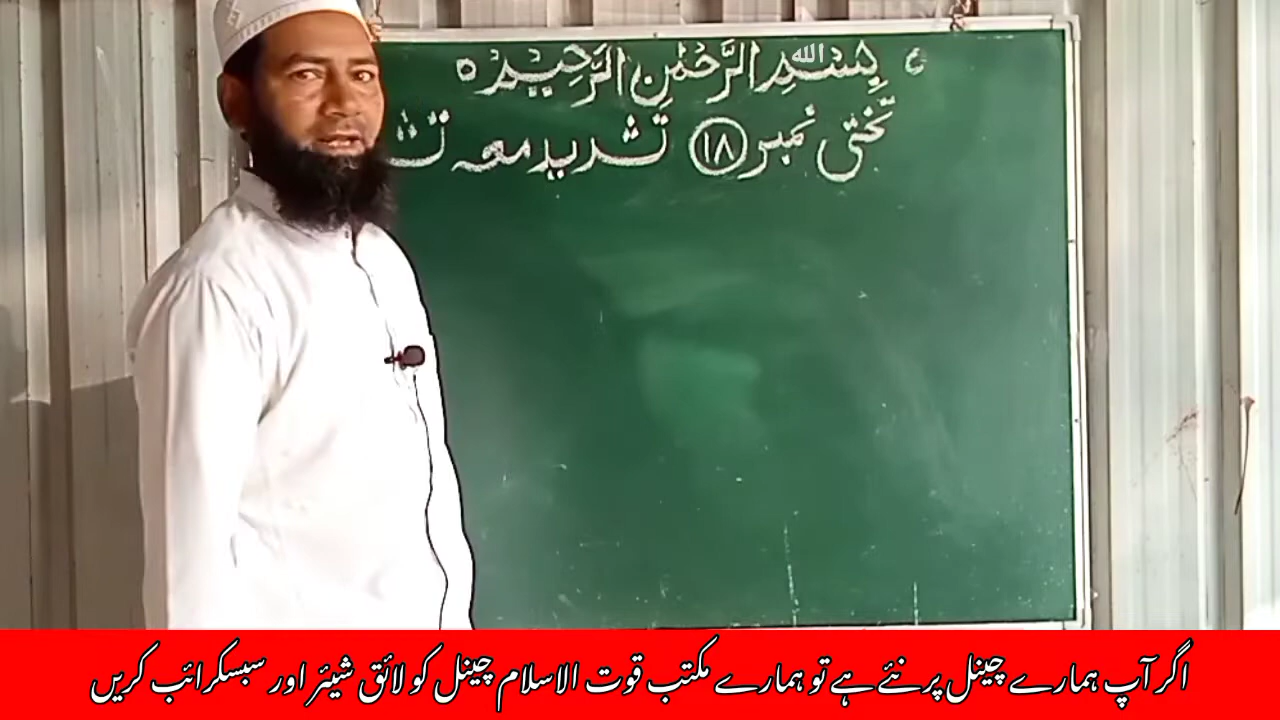 بِسْمِ اللہ الرَّحْمٰنِ الرَّحِیْمِ ہ
تختی نمبر ۱۸ تشدید مع
اگر آپ ہمارے چینل پر نئے ہے تو ہمارے مکتب قوت الاسلام چینل کو لائق شیئر اور سبسکرائب کریں